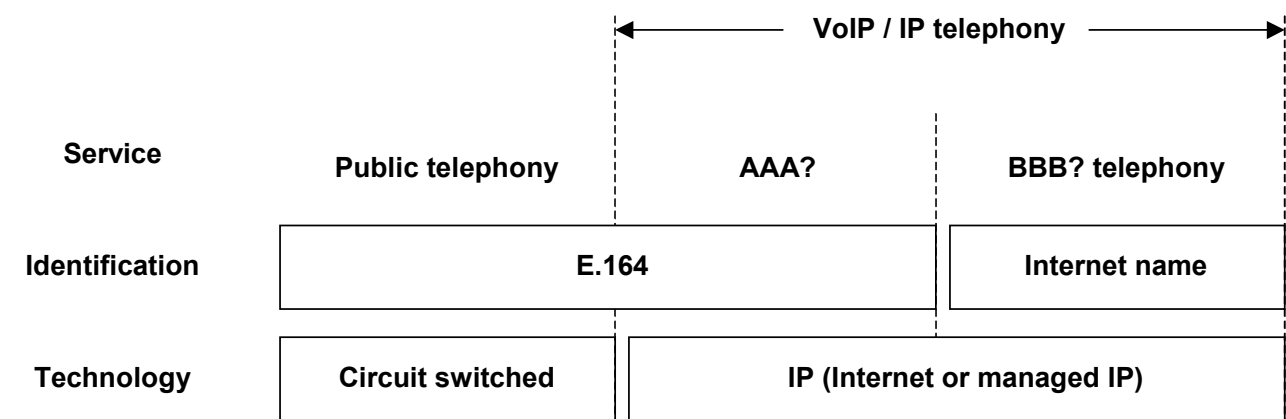 VoIP / IP telephony
Service
Public telephony
AAA?
BBB? telephony
Identification
E.164
Internet name
Technology
Circuit switched
IP (Internet or managed IP)